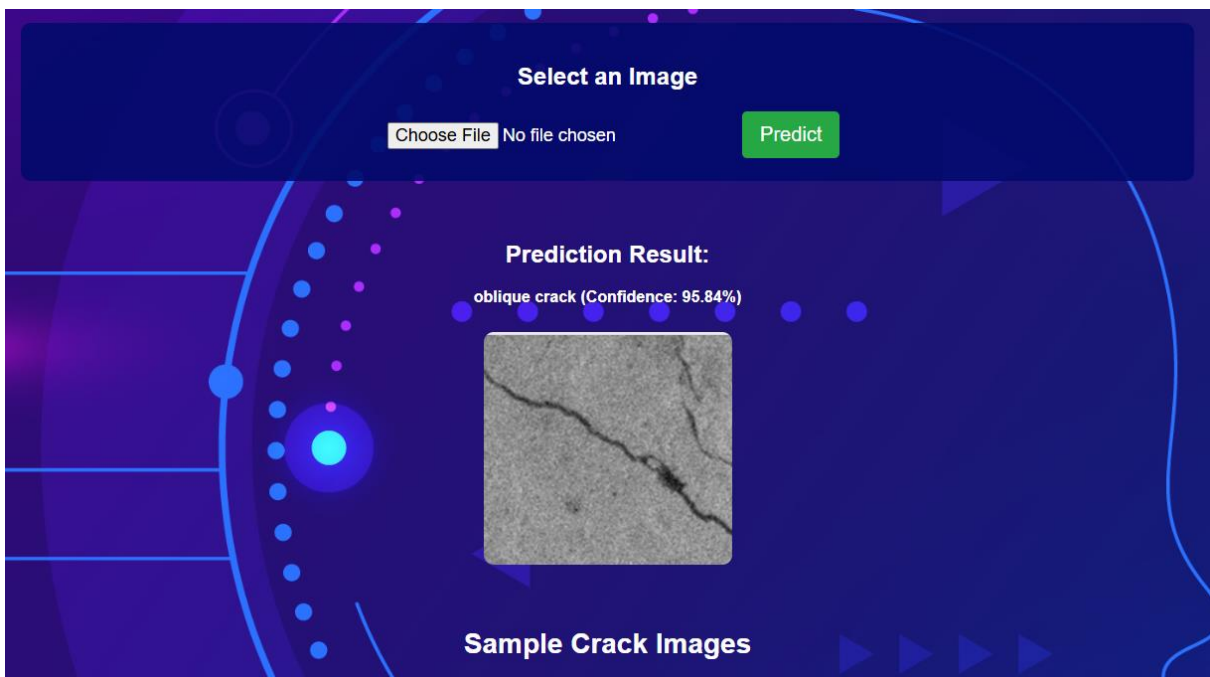 Select an Image
Choose File No file chosen
Predict
Prediction Result:
oblique crack (Confidence: 95.84%)
Sample Crack Images